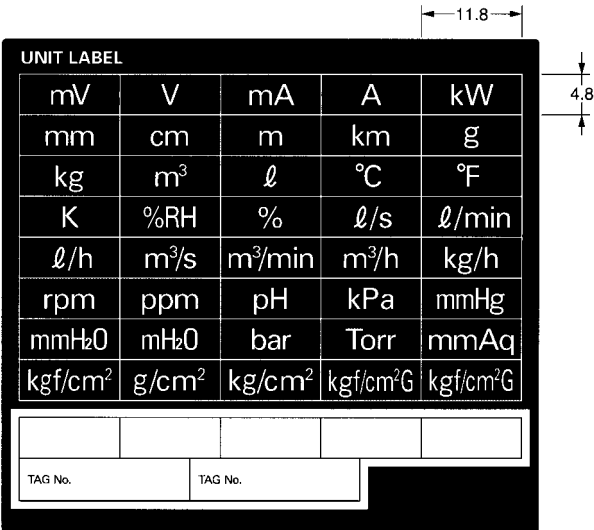 11.8
UNIT LABEL
4.8
mV V mA A kW
mm cm m km g
kg m³ ℓ °C °F
K %RH % ℓ/s ℓ/min
ℓ/h m³/s m³/min m³/h kg/h
rpm ppm pH kPa mmHg
mmH₂O mH₂O bar Torr mmAq
kgf/cm² g/cm² kg/cm² kgf/cm²G kgf/cm²G
TAG No. TAG No.